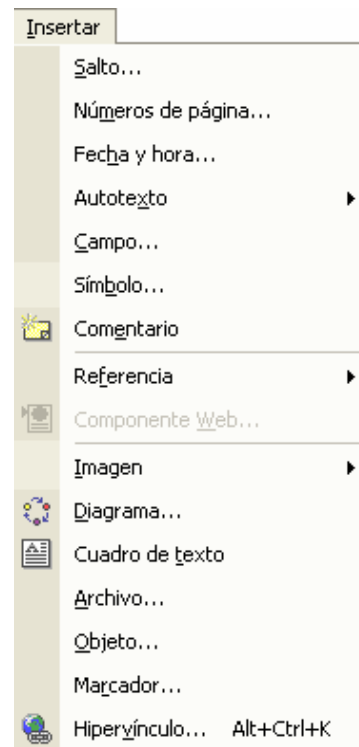 Insertar
Salto...
Números de página...
Fecha y hora...
Autotexto
Campo...
Símbolo...
Comentario
Referencia
Componente Web...
Imagen
Diagrama...
Cuadro de texto
Archivo...
Objeto...
Marcador...
Hipervínculo... Alt+Ctrl+K